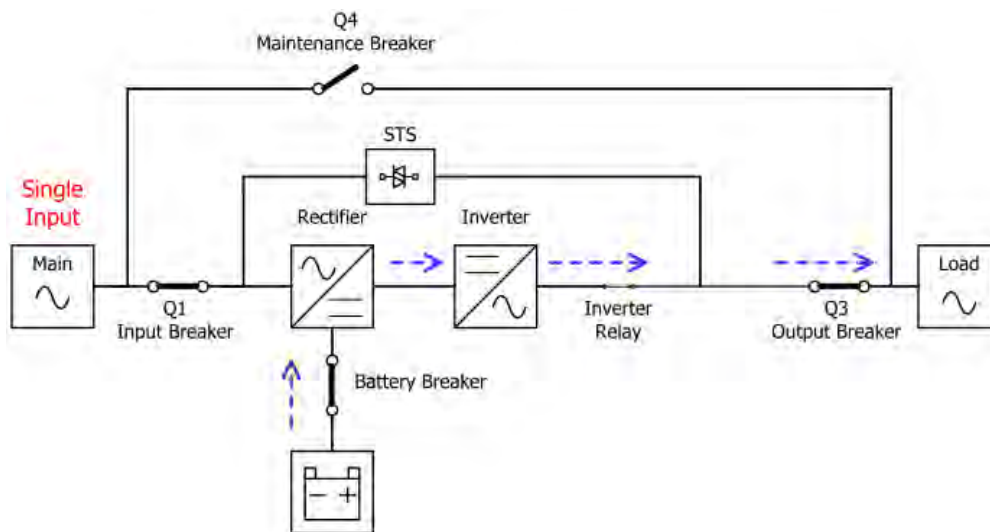 Q4
Maintenance Breaker
STS
Single
Input
Rectifier
Inverter
Main
Load
Q1
Input Breaker
Inverter
Relay
Q3
Output Breaker
Battery Breaker